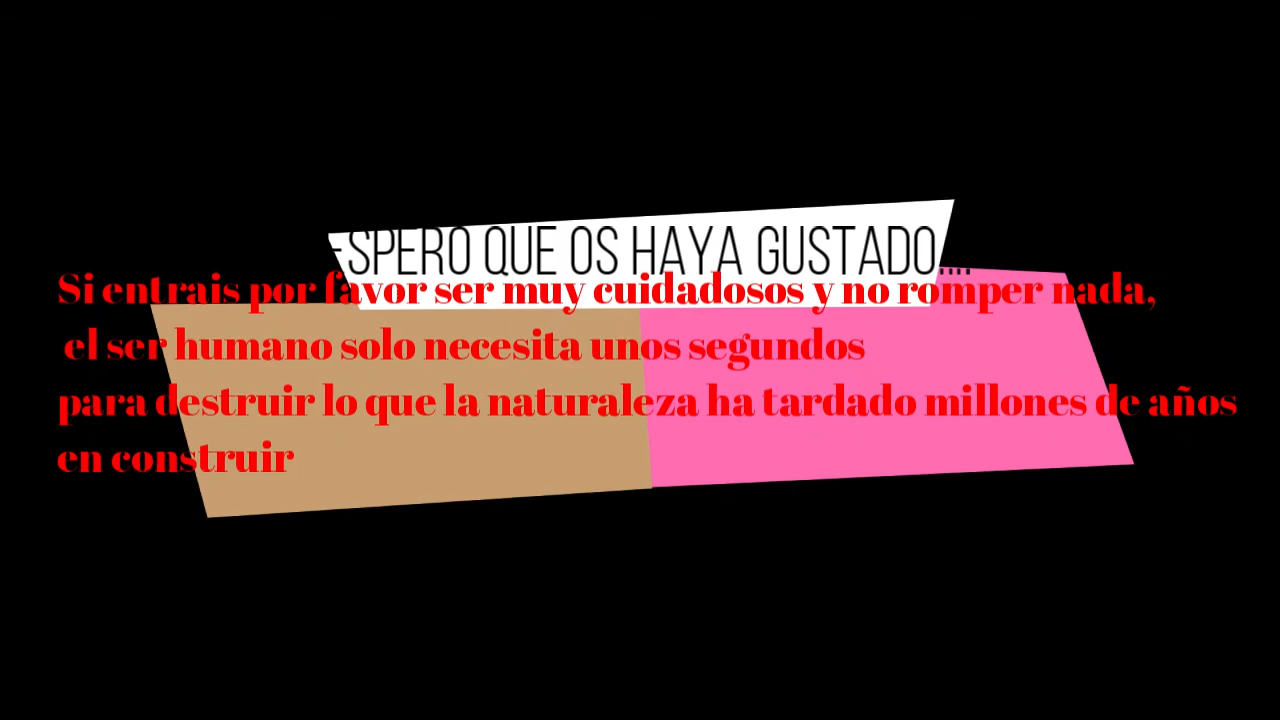 ESPERO QUE OS HAYA GUSTADO....
Si entrais por favor ser muy cuidadosos y no romper nada,
el ser humano solo necesita unos segundos
para destruir lo que la naturaleza ha tardado millones de años
en construir